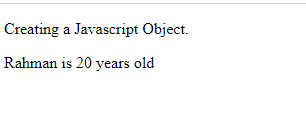 Creating a Javascript Object.
Rahman is 20 years old